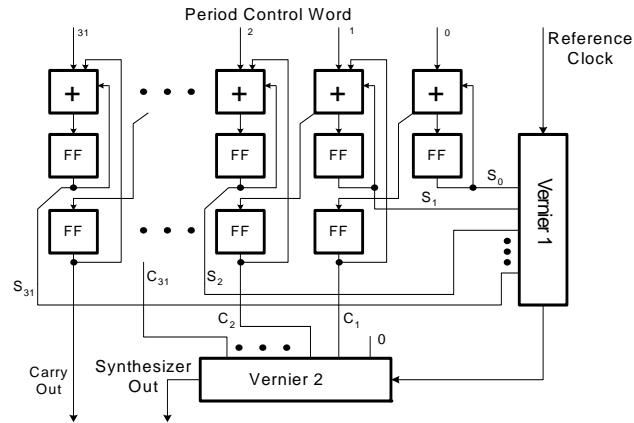 Period Control Word
31
2
1
0
Reference
Clock
+
+
+
+
FF
FF
FF
FF
S0
S1
Vernier 1
FF
FF
FF
S31
C31
S2
C2
C1
0
Carry
Out
Synthesizer
Out
Vernier 2